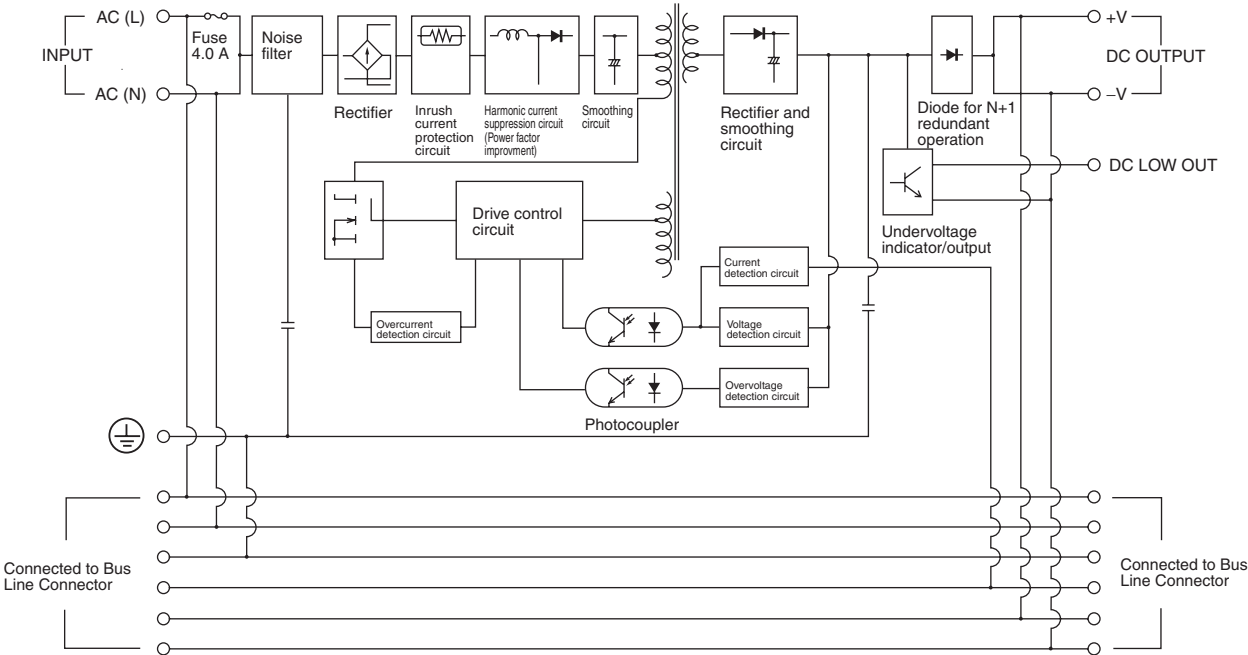 AC (L)
INPUT
AC (N)
Fuse
4.0 A
Noise
filter
Rectifier
Inrush
current
protection
circuit
Harmonic current
suppression circuit
(Power factor
improvment)
Smoothing
circuit
Rectifier and
smoothing
circuit
Diode for N+1
redundant
operation
+V
DC OUTPUT
–V
DC LOW OUT
Undervoltage
indicator/output
Drive control
circuit
Overcurrent
detection circuit
Current
detection circuit
Voltage
detection circuit
Overvoltage
detection circuit
Photocoupler
Connected to Bus
Line Connector
Connected to Bus
Line Connector